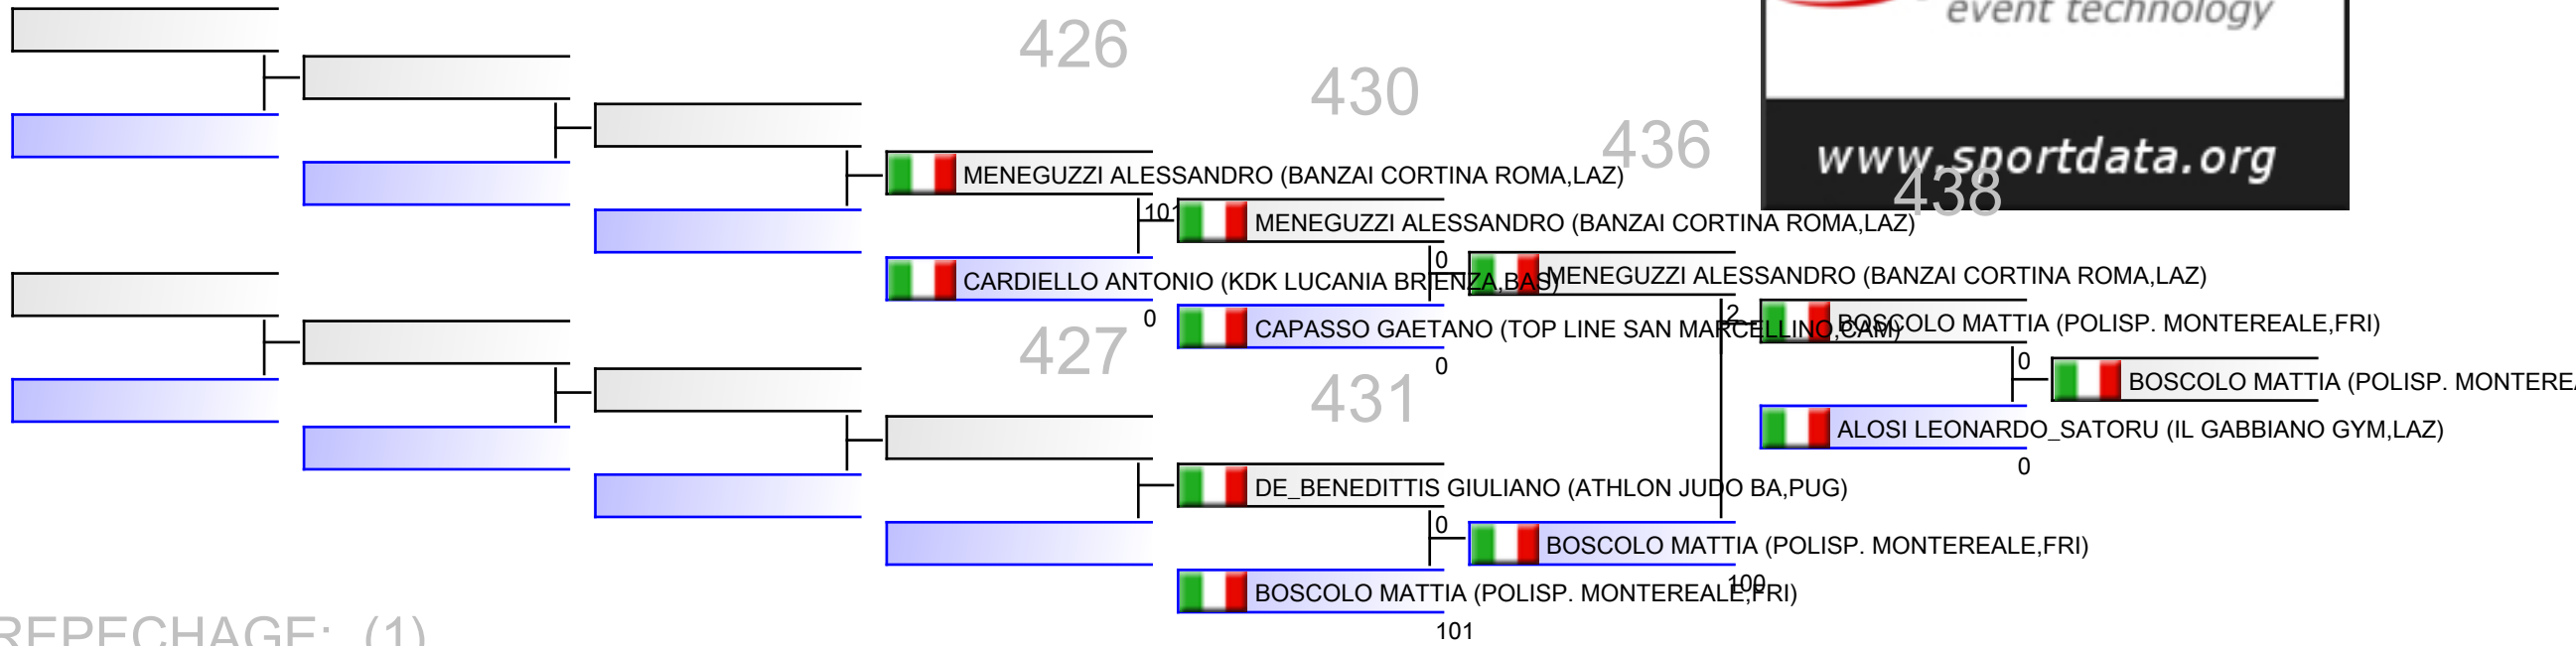 event technology
426
430
436
www.sportdata.org
438
MENEGUZZI ALESSANDRO (BANZAI CORTINA ROMA,LAZ)
101
MENEGUZZI ALESSANDRO (BANZAI CORTINA ROMA,LAZ)
0
MENEGUZZI ALESSANDRO (BANZAI CORTINA ROMA,LAZ)
CARDIELLO ANTONIO (KDK LUCANIA BRIENZA,BAS)
0
2
BOSCOLO MATTIA (POLISP. MONTEREALE,FRI)
CAPASSO GAETANO (TOP LINE SAN MARCELLINO,CAM)
0
427
0
BOSCOLO MATTIA (POLISP.
431
ALOSI LEONARDO_SATORU (IL GABBIANO GYM,LAZ)
0
DE_BENEDITTIS GIULIANO (ATHLON JUDO BA,PUG)
0
BOSCOLO MATTIA (POLISP. MONTEREALE,FRI)
100
BOSCOLO MATTIA (POLISP. MONTEREALE,FRI)
101
REPECHAGE: (1)